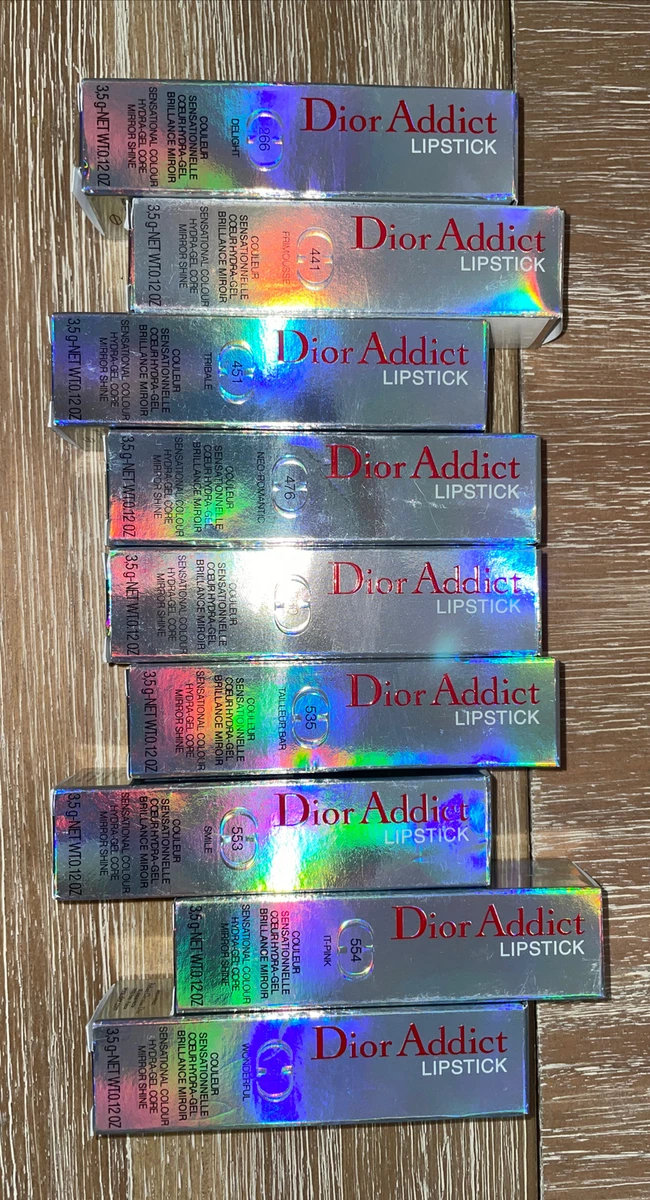 Dior Addict
LIPSTICK
266
DELIGHT
COULEUR
SENSATIONNELLE
CŒUR HYDRA-GEL
BRILLANCE MIROIR
SENSATIONAL COLOUR
HYDRA-GEL CORE
MIRROR SHINE
3,5 g-NET WT.0.12 OZ
Dior Addict
LIPSTICK
441
FRIMOUSSE
COULEUR
SENSATIONNELLE
CŒUR HYDRA-GEL
BRILLANCE MIROIR
SENSATIONAL COLOUR
HYDRA-GEL CORE
MIRROR SHINE
3,5 g-NET WT.0.12 OZ
Dior Addict
LIPSTICK
451
TRIBALE
COULEUR
SENSATIONNELLE
CŒUR HYDRA-GEL
BRILLANCE MIROIR
SENSATIONAL COLOUR
HYDRA-GEL CORE
MIRROR SHINE
3,5 g-NET WT.0.12 OZ
Dior Addict
LIPSTICK
476
NEO-ROMANTIC
COULEUR
SENSATIONNELLE
CŒUR HYDRA-GEL
BRILLANCE MIROIR
SENSATIONAL COLOUR
HYDRA-GEL CORE
MIRROR SHINE
3,5 g-NET WT.0.12 OZ
Dior Addict
LIPSTICK
COULEUR
SENSATIONNELLE
CŒUR HYDRA-GEL
BRILLANCE MIROIR
SENSATIONAL COLOUR
HYDRA-GEL CORE
MIRROR SHINE
3,5 g-NET WT.0.12 OZ
Dior Addict
LIPSTICK
535
TAILLEUR BAR
COULEUR
SENSATIONNELLE
CŒUR HYDRA-GEL
BRILLANCE MIROIR
SENSATIONAL COLOUR
HYDRA-GEL CORE
MIRROR SHINE
3,5 g-NET WT.0.12 OZ
Dior Addict
LIPSTICK
553
SMILE
COULEUR
SENSATIONNELLE
CŒUR HYDRA-GEL
BRILLANCE MIROIR
SENSATIONAL COLOUR
HYDRA-GEL CORE
MIRROR SHINE
3,5 g-NET WT.0.12 OZ
Dior Addict
LIPSTICK
554
IT-PINK
COULEUR
SENSATIONNELLE
CŒUR HYDRA-GEL
BRILLANCE MIROIR
SENSATIONAL COLOUR
HYDRA-GEL CORE
MIRROR SHINE
3,5 g-NET WT.0.12 OZ
Dior Addict
LIPSTICK
WONDERFUL
COULEUR
SENSATIONNELLE
CŒUR HYDRA-GEL
BRILLANCE MIROIR
SENSATIONAL COLOUR
HYDRA-GEL CORE
MIRROR SHINE
3,5 g-NET WT.0.12 OZ